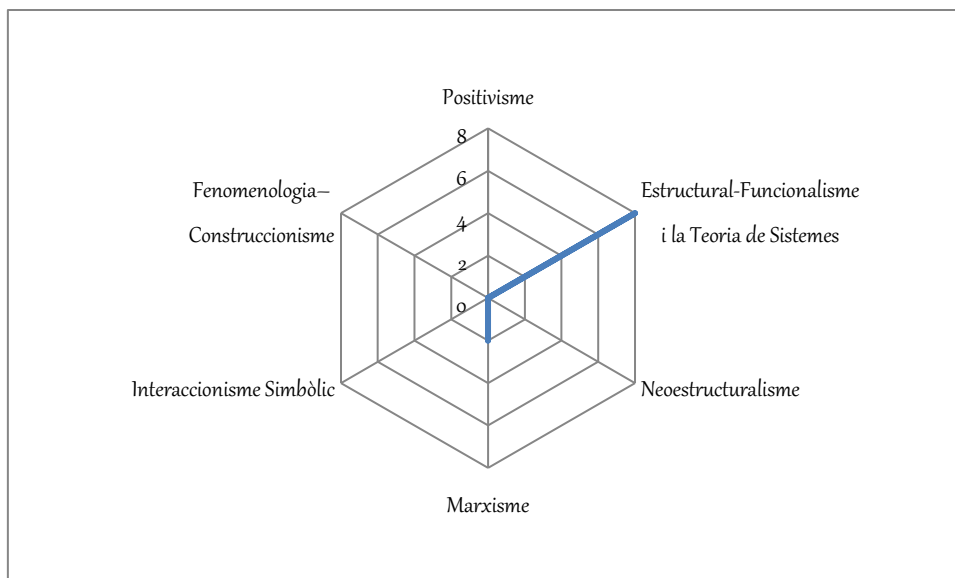 Positivisme
8
6
4
2
0
Estructural-Funcionalisme
i la Teoria de Sistemes
Neoestructuralisme
Marxisme
Interaccionisme Simbòlic
Fenomenologia–
Construccionisme